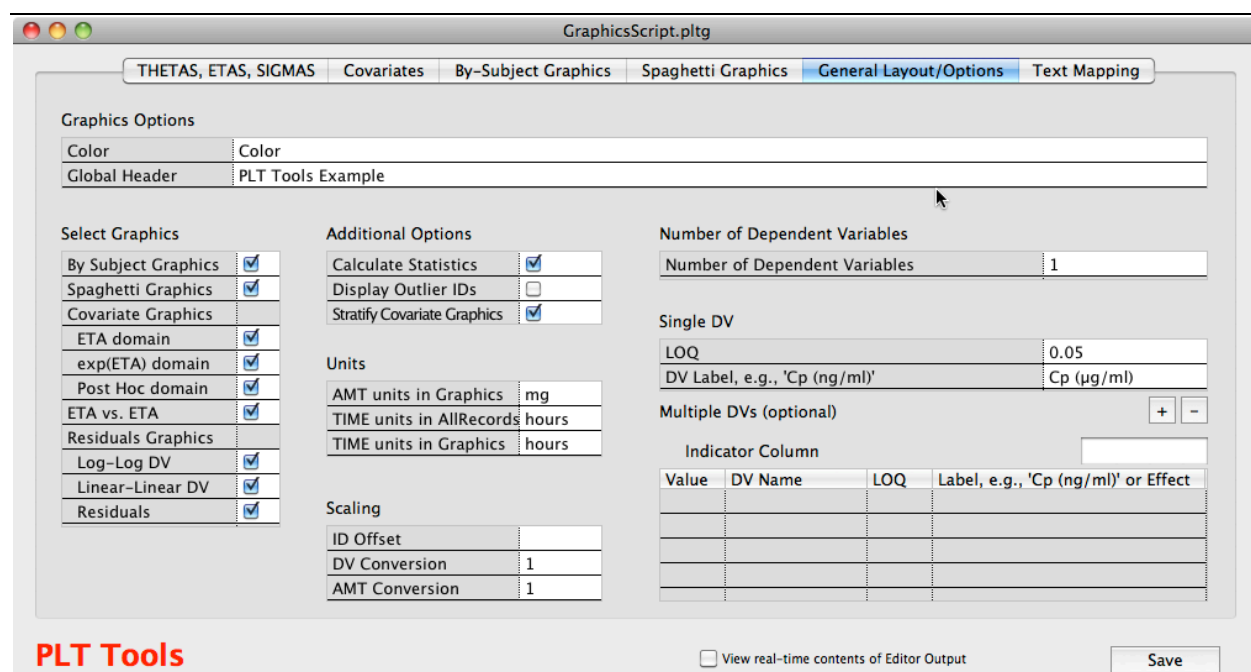 GraphicsScript.pltg
THETAS, ETAS, SIGMAS Covariates By-Subject Graphics Spaghetti Graphics General Layout/Options Text Mapping
Graphics Options
Color Color
Global Header PLT Tools Example
Select Graphics
By Subject Graphics
Spaghetti Graphics
Covariate Graphics
ETA domain
exp(ETA) domain
Post Hoc domain
ETA vs. ETA
Residuals Graphics
Log-Log DV
Linear-Linear DV
Residuals
Additional Options
Calculate Statistics
Display Outlier IDs
Stratify Covariate Graphics
Units
AMT units in Graphics mg
TIME units in AllRecords hours
TIME units in Graphics hours
Scaling
ID Offset
DV Conversion 1
AMT Conversion 1
Number of Dependent Variables
Number of Dependent Variables 1
Single DV
LOQ 0.05
DV Label, e.g., 'Cp (ng/ml)' Cp (µg/ml)
Multiple DVs (optional) + -
Indicator Column
Value DV Name LOQ Label, e.g., 'Cp (ng/ml)' or Effect
PLT Tools
View real-time contents of Editor Output
Save